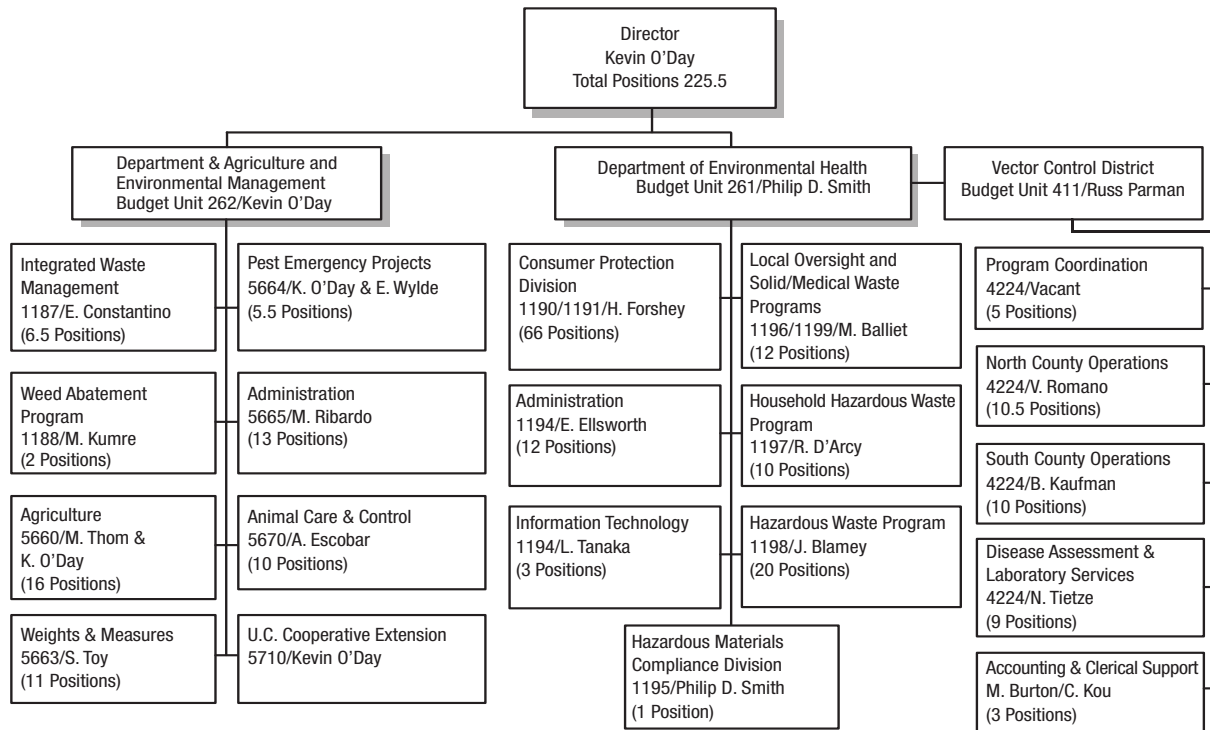 Director
Kevin O’Day
Total Positions 225.5
Department & Agriculture and
Environmental Management
Budget Unit 262/Kevin O’Day
Department of Environmental Health
Budget Unit 261/Philip D. Smith
Vector Control District
Budget Unit 411/Russ Parman
Integrated Waste
Management
1187/E. Constantino
(6.5 Positions)
Pest Emergency Projects
5664/K. O’Day & E. Wylde
(5.5 Positions)
Weed Abatement
Program
1188/M. Kumre
(2 Positions)
Administration
5665/M. Ribardo
(13 Positions)
Agriculture
5660/M. Thom &
K. O’Day
(16 Positions)
Animal Care & Control
5670/A. Escobar
(10 Positions)
Weights & Measures
5663/S. Toy
(11 Positions)
U.C. Cooperative Extension
5710/Kevin O’Day
Consumer Protection
Division
1190/1191/H. Forshey
(66 Positions)
Local Oversight and
Solid/Medical Waste
Programs
1196/1199/M. Balliet
(12 Positions)
Administration
1194/E. Ellsworth
(12 Positions)
Household Hazardous Waste
Program
1197/R. D’Arcy
(10 Positions)
Information Technology
1194/L. Tanaka
(3 Positions)
Hazardous Waste Program
1198/J. Blamey
(20 Positions)
Hazardous Materials
Compliance Division
1195/Philip D. Smith
(1 Position)
Program Coordination
4224/Vacant
(5 Positions)
North County Operations
4224/V. Romano
(10.5 Positions)
South County Operations
4224/B. Kaufman
(10 Positions)
Disease Assessment &
Laboratory Services
4224/N. Tietze
(9 Positions)
Accounting & Clerical Support
M. Burton/C. Kou
(3 Positions)